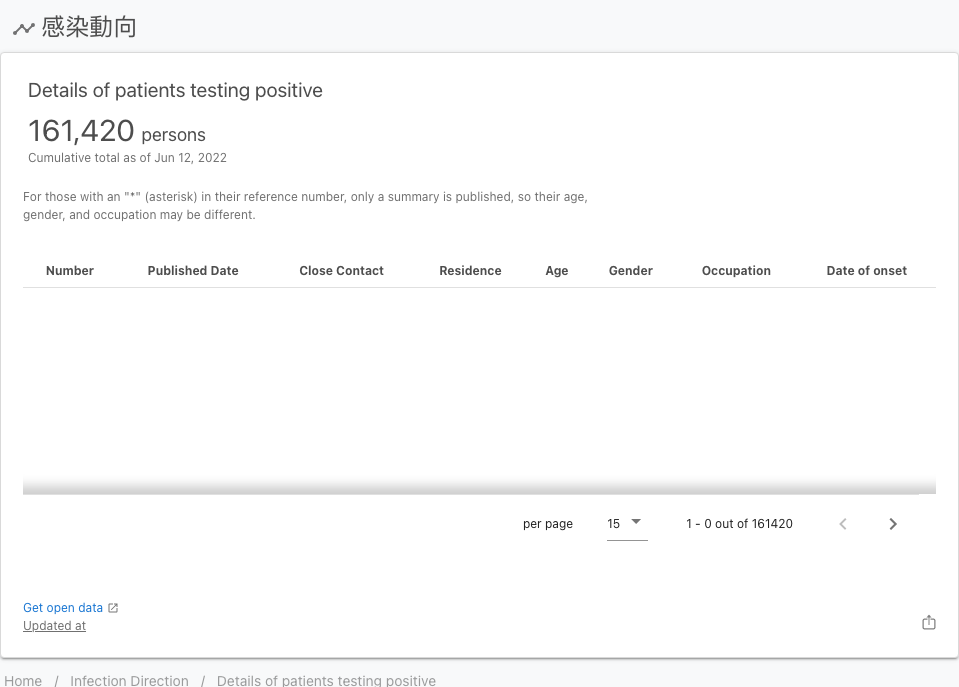 感染動向
Details of patients testing positive
161,420 persons
Cumulative total as of Jun 12, 2022
For those with an "*" (asterisk) in their reference number, only a summary is published, so their age,
gender, and occupation may be different.
Number Published Date Close Contact Residence Age Gender Occupation Date of onset
per page 15 1 - 0 out of 161420
Get open data
Updated at
Home / Infection Direction / Details of patients testing positive